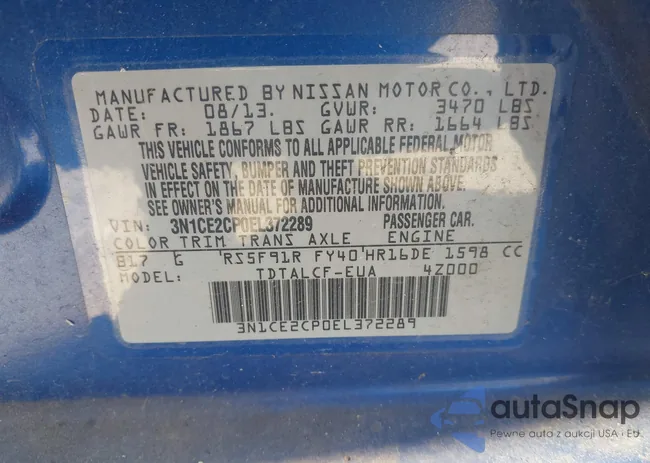 MANUFACTURED BY NISSAN MOTOR CO., LTD.
DATE: 08/13. GVWR: 3470 LBS
GAWR FR: 1867 LBS GAWR RR: 1664 LBS
THIS VEHICLE CONFORMS TO ALL APPLICABLE FEDERAL MOTOR
VEHICLE SAFETY, BUMPER AND THEFT PREVENTION STANDARDS
IN EFFECT ON THE DATE OF MANUFACTURE SHOWN ABOVE.
SEE OWNER'S MANUAL FOR ADDITIONAL INFORMATION.
VIN: 3N1CE2CP0EL372289 PASSENGER CAR.
COLOR TRIM TRANS AXLE ENGINE
B17 G RS5F91R FY40 HR16DE 1598 CC
MODEL: TDTALCF-EUA 4Z000
3N1CE2CP0EL372289
autaSnap
Pewne auta z aukcji USA i EU